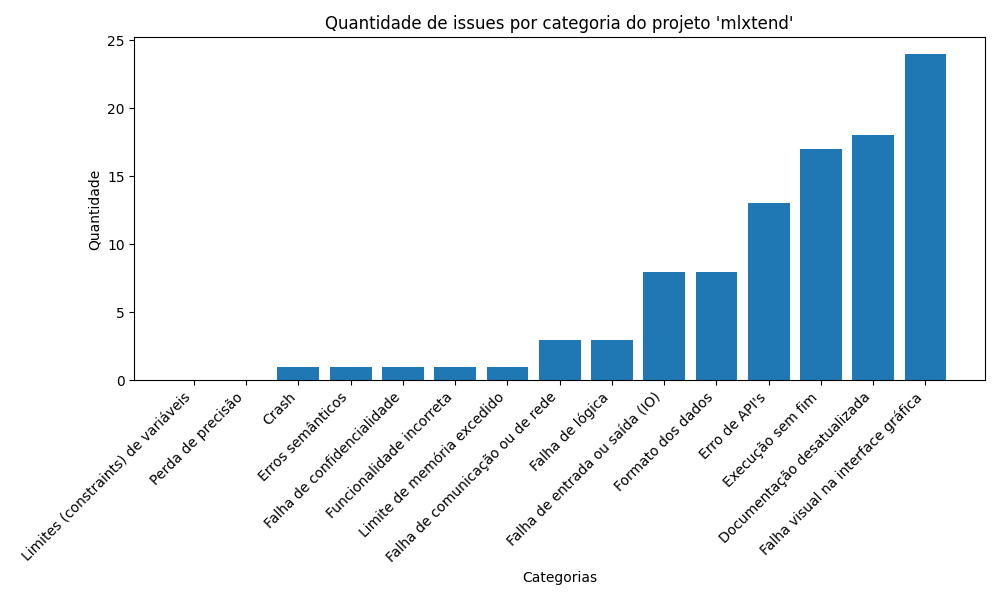 Quantidade de issues por categoria do projeto 'mlxtend'
Quantidade
25
20
15
10
5
0
Limites (constraints) de variáveis
Perda de precisão
Crash
Erros semânticos
Falha de confidencialidade
Funcionalidade incorreta
Limite de memória excedido
Falha de comunicação ou de rede
Falha de lógica
Falha de entrada ou saída (IO)
Formato dos dados
Erro de API's
Execução sem fim
Documentação desatualizada
Falha visual na interface gráfica
Categorias